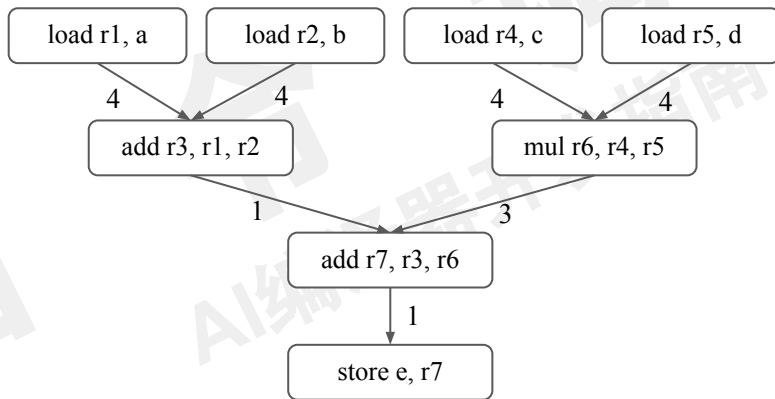 load r1, a
load r2, b
load r4, c
load r5, d
4
4
4
4
add r3, r1, r2
mul r6, r4, r5
1
3
add r7, r3, r6
1
store e, r7